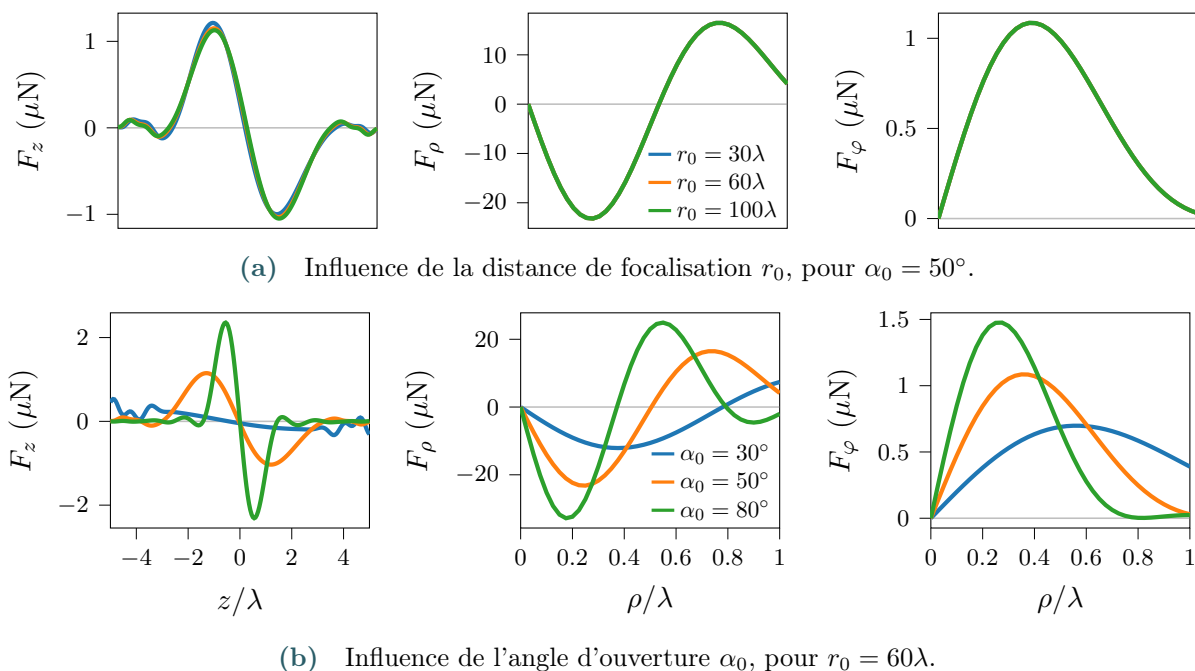 F_z (μN)
1
0
−1
F_ρ (μN)
10
0
−10
−20
r_0 = 30λ
r_0 = 60λ
r_0 = 100λ
F_φ (μN)
1
0.5
0
(a) Influence de la distance de focalisation r_0, pour α_0 = 50°.
F_z (μN)
2
0
−2
−4 −2 0 2 4
z/λ
F_ρ (μN)
20
0
−20
α_0 = 30°
α_0 = 50°
α_0 = 80°
0 0.2 0.4 0.6 0.8 1
ρ/λ
F_φ (μN)
1.5
1
0.5
0
0 0.2 0.4 0.6 0.8 1
ρ/λ
(b) Influence de l'angle d'ouverture α_0, pour r_0 = 60λ.